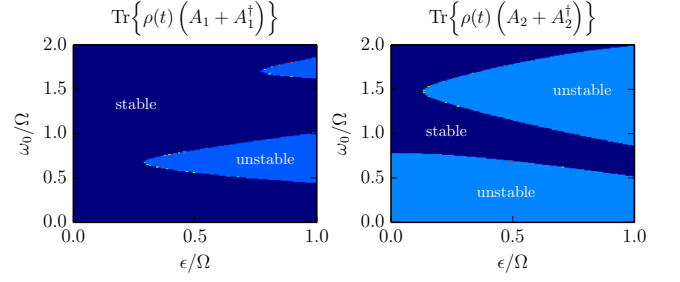 Tr{ρ(t)(A₁ + A₁†)}
2.0
1.5
1.0
0.5
0.0
ω₀/Ω
stable
unstable
0.0 0.5 1.0
ϵ/Ω
Tr{ρ(t)(A₂ + A₂†)}
2.0
1.5
1.0
0.5
0.0
ω₀/Ω
unstable
stable
unstable
0.0 0.5 1.0
ϵ/Ω